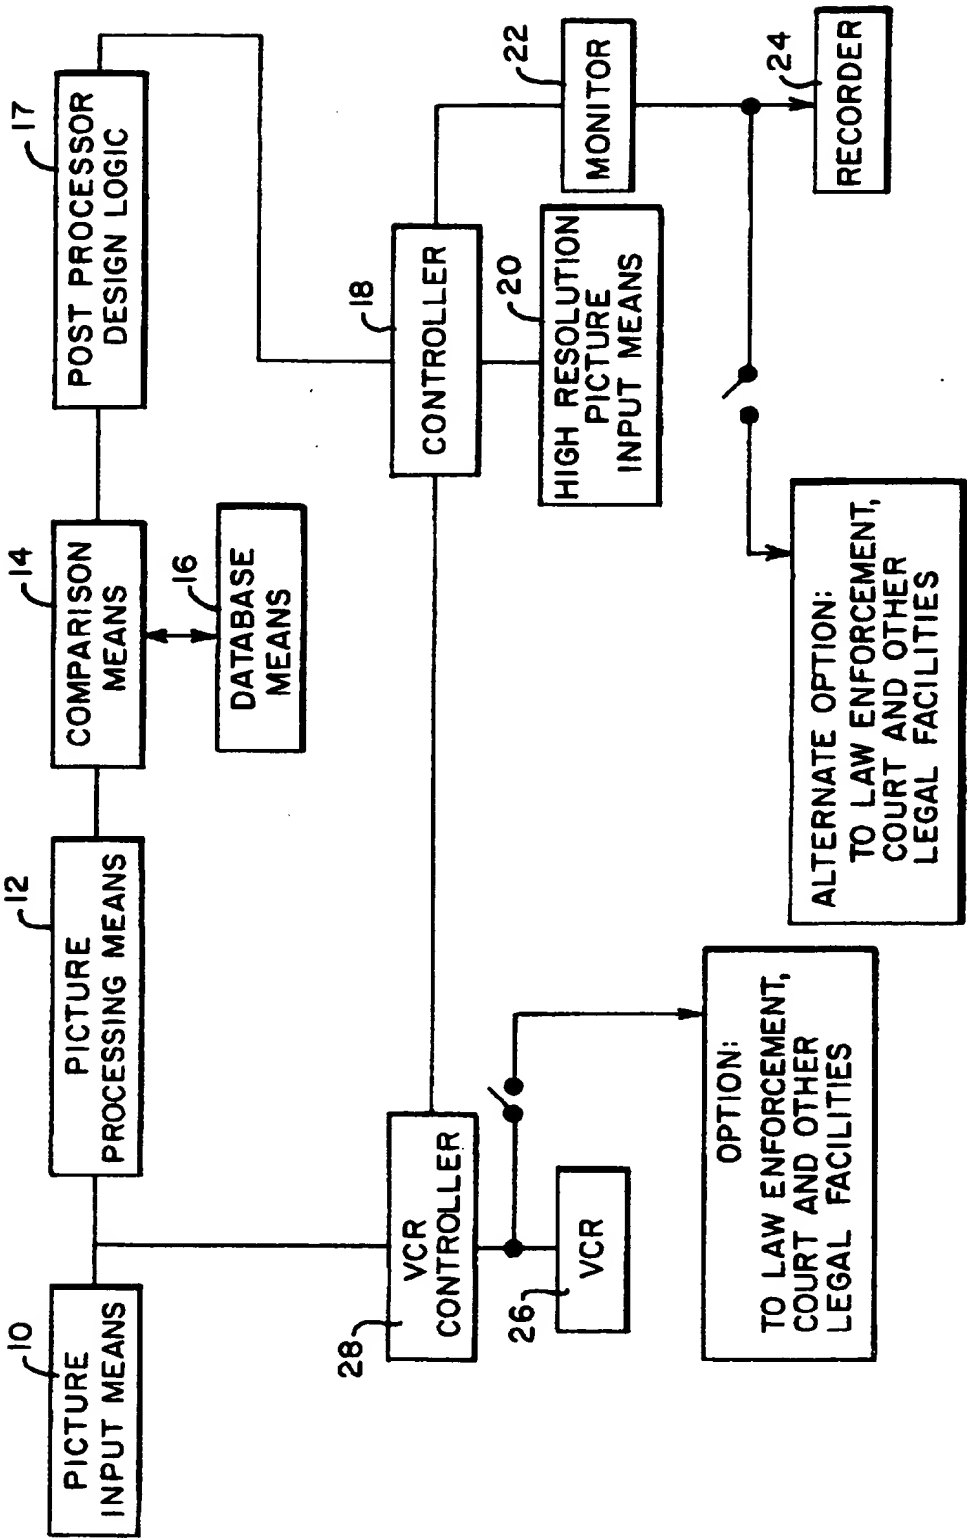 10
PICTURE
INPUT MEANS
12
PICTURE
PROCESSING MEANS
14
COMPARISON
MEANS
16
DATABASE
MEANS
17
POST PROCESSOR
DESIGN LOGIC
28
VCR
CONTROLLER
26
VCR
OPTION:
TO LAW ENFORCEMENT,
COURT AND OTHER
LEGAL FACILITIES
18
CONTROLLER
20
HIGH RESOLUTION
PICTURE
INPUT MEANS
22
MONITOR
24
RECORDER
ALTERNATE OPTION:
TO LAW ENFORCEMENT,
COURT AND OTHER
LEGAL FACILITIES